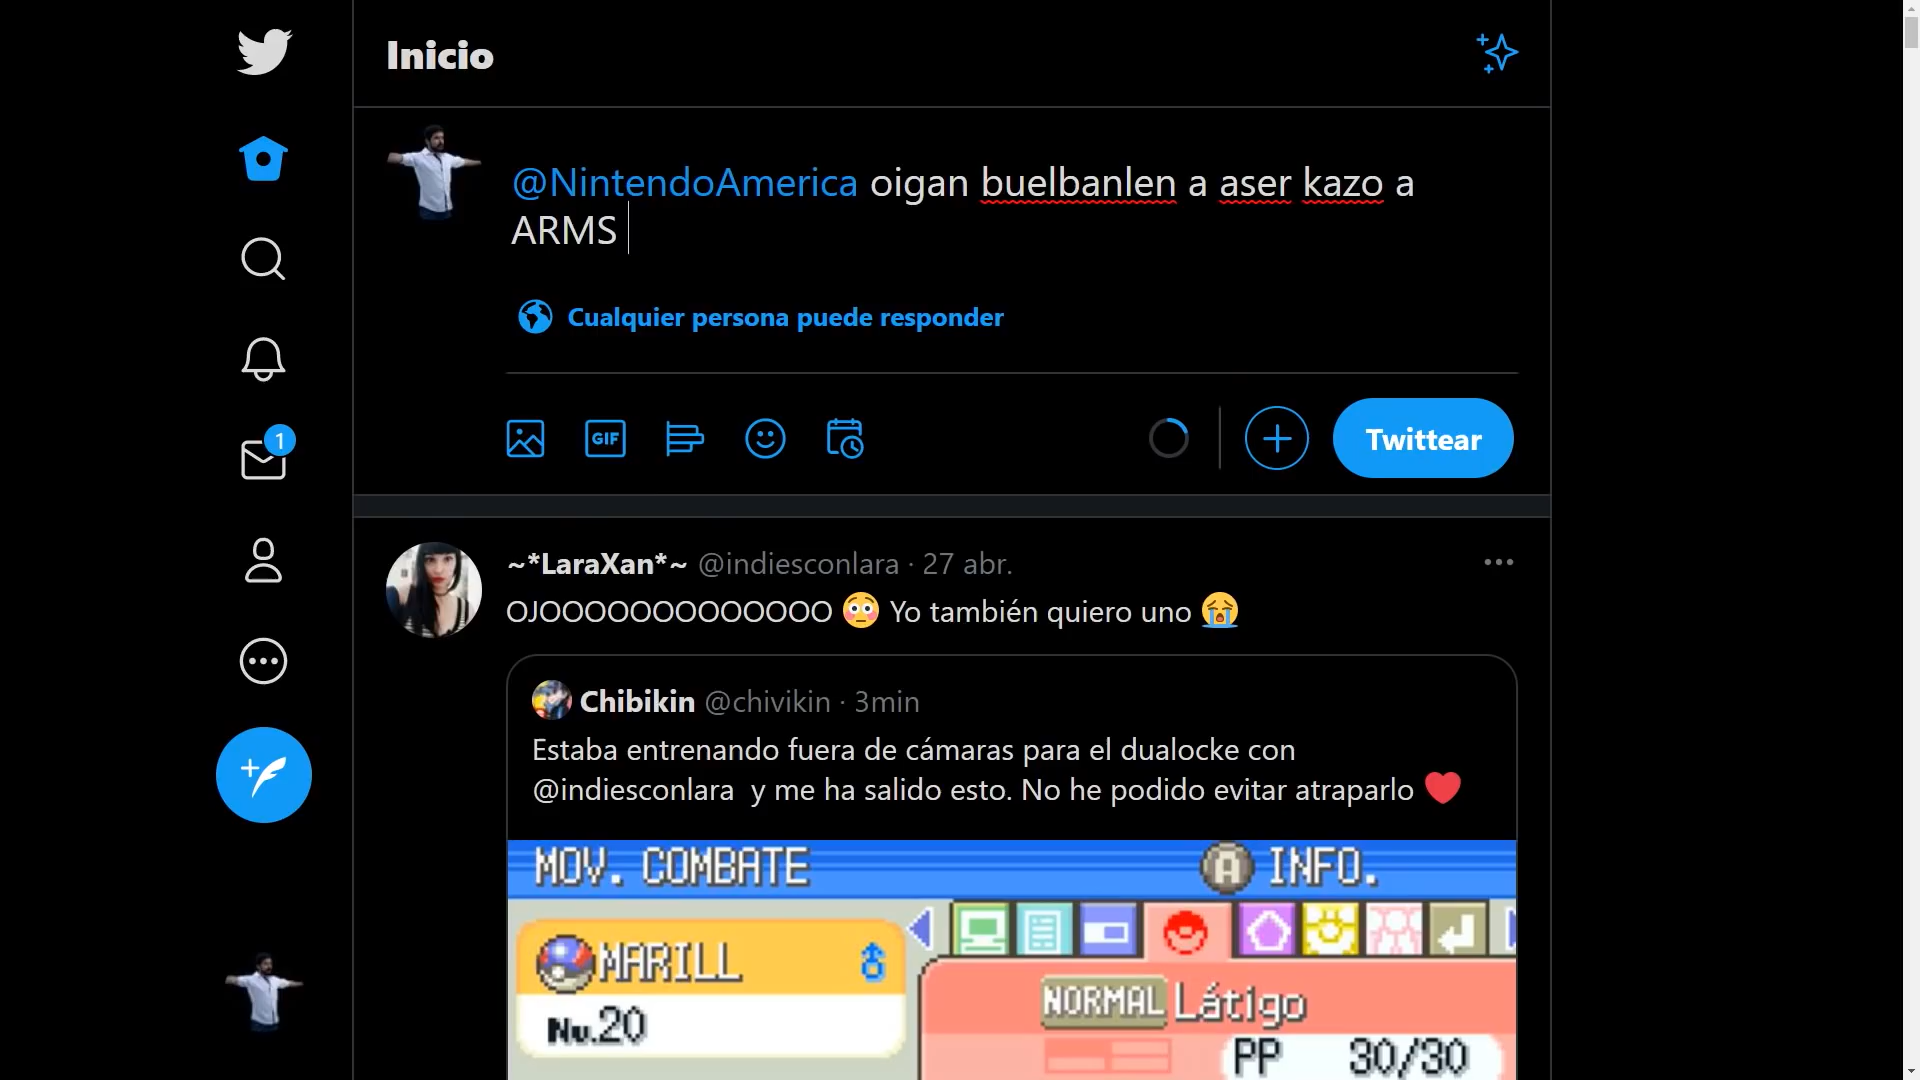 Inicio
@NintendoAmerica oigan buelbanlen a aser kazo a
ARMS
Cualquier persona puede responder
GIF
Twittear
1
~*LaraXan*~ @indiesconlara · 27 abr.
OJOOOOOOOOOOOOO 😳 Yo también quiero uno 😭
Chibikin @chivikin · 3min
Estaba entrenando fuera de cámaras para el dualocke con
@indiesconlara y me ha salido esto. No he podido evitar atraparlo ❤️
MOV. COMBATE
A INFO.
MARILL ♂
Nv.20
NORMAL Látigo
PP 30/30